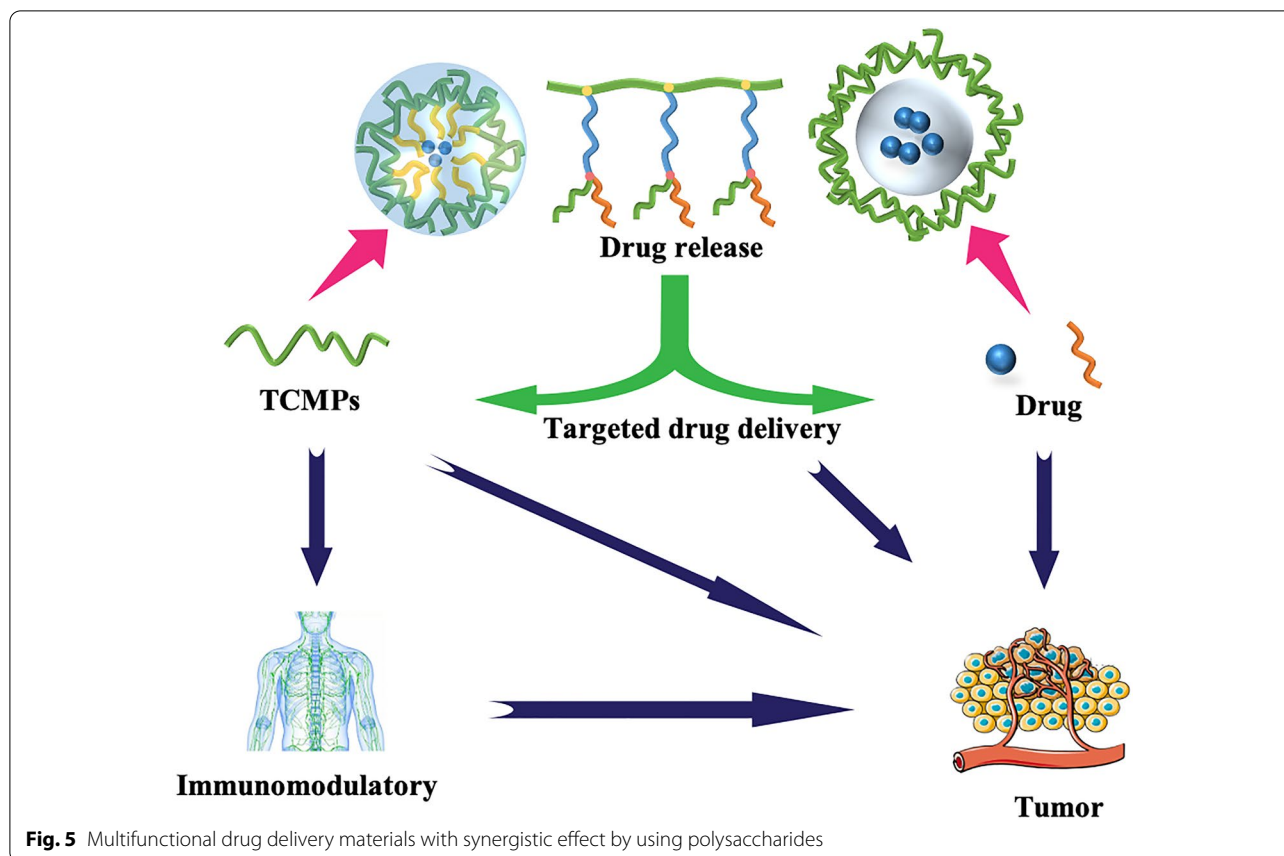 Drug release
TCMPs
Drug
Targeted drug delivery
Immunomodulatory
Tumor
Fig. 5 Multifunctional drug delivery materials with synergistic effect by using polysaccharides